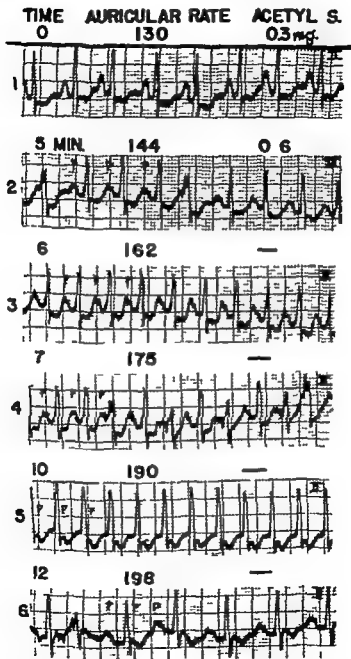 TIME AURICULAR RATE ACETYL S.
0 130 0.3 mg.
1
5 MIN. 144 0 6
2
6 162 —
3 P P P P
7 175 —
4 P P P
10 190 —
5 P P P
12 198 —
6 P P P